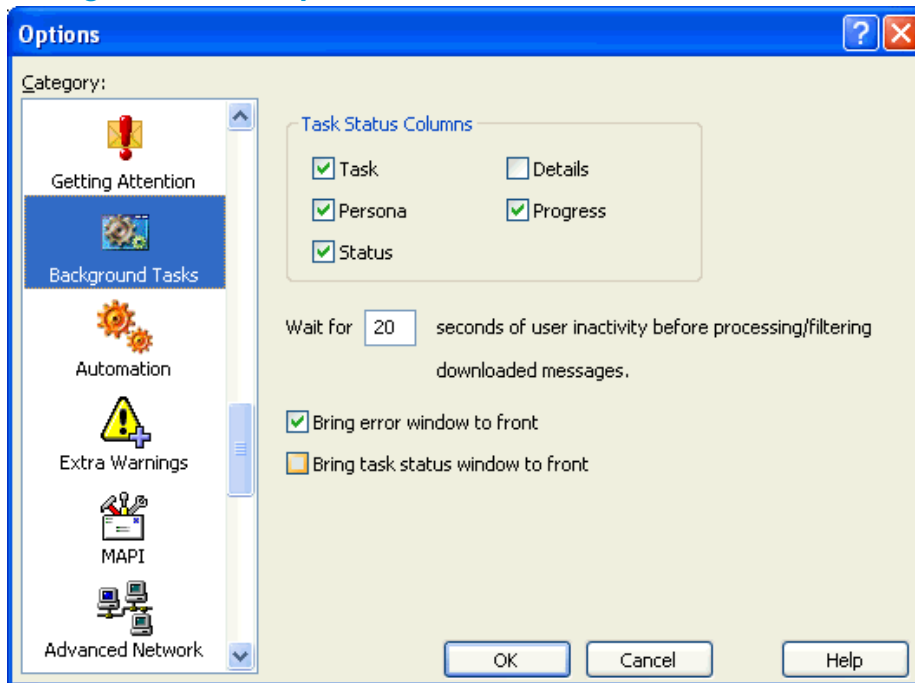 Options
Category:
Getting Attention
Background Tasks
Automation
Extra Warnings
MAPI
Advanced Network
Task Status Columns
Task
Details
Persona
Progress
Status
Wait for 20 seconds of user inactivity before processing/filtering
downloaded messages.
Bring error window to front
Bring task status window to front
OK
Cancel
Help